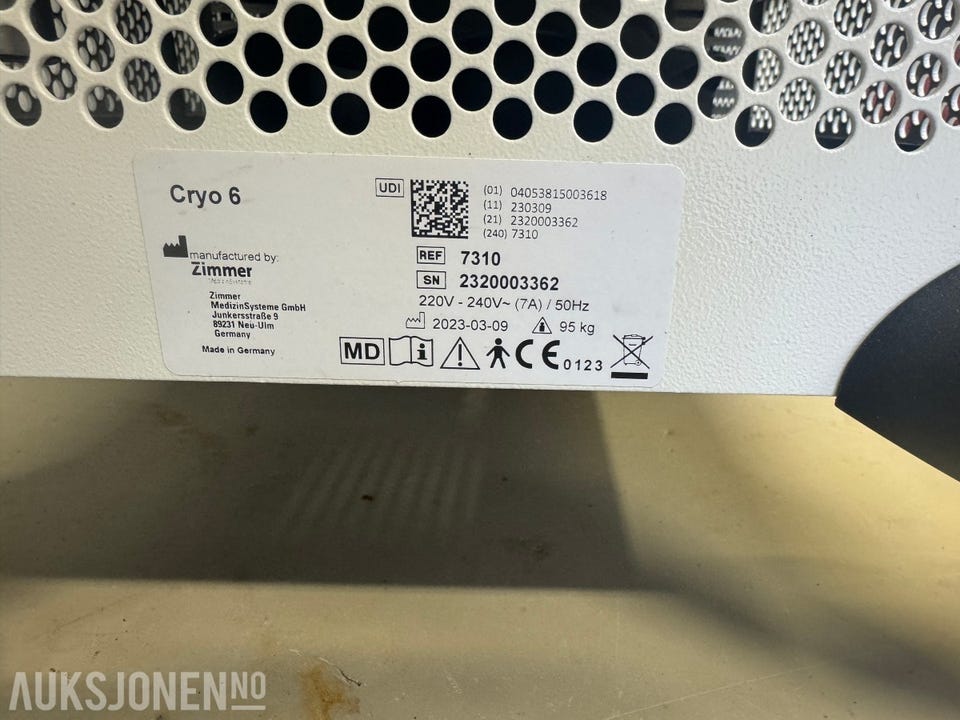 Cryo 6
manufactured by:
Zimmer
MedizinSysteme
Zimmer
MedizinSysteme GmbH
Junkersstraße 9
89231 Neu-Ulm
Germany
Made in Germany
UDI
(01) 04053815003618
(11) 230309
(21) 2320003362
(240) 7310
REF 7310
SN 2320003362
220V - 240V~ (7A) / 50Hz
2023-03-09 95 kg
MD i CE 0123
AUKSJONEN NO